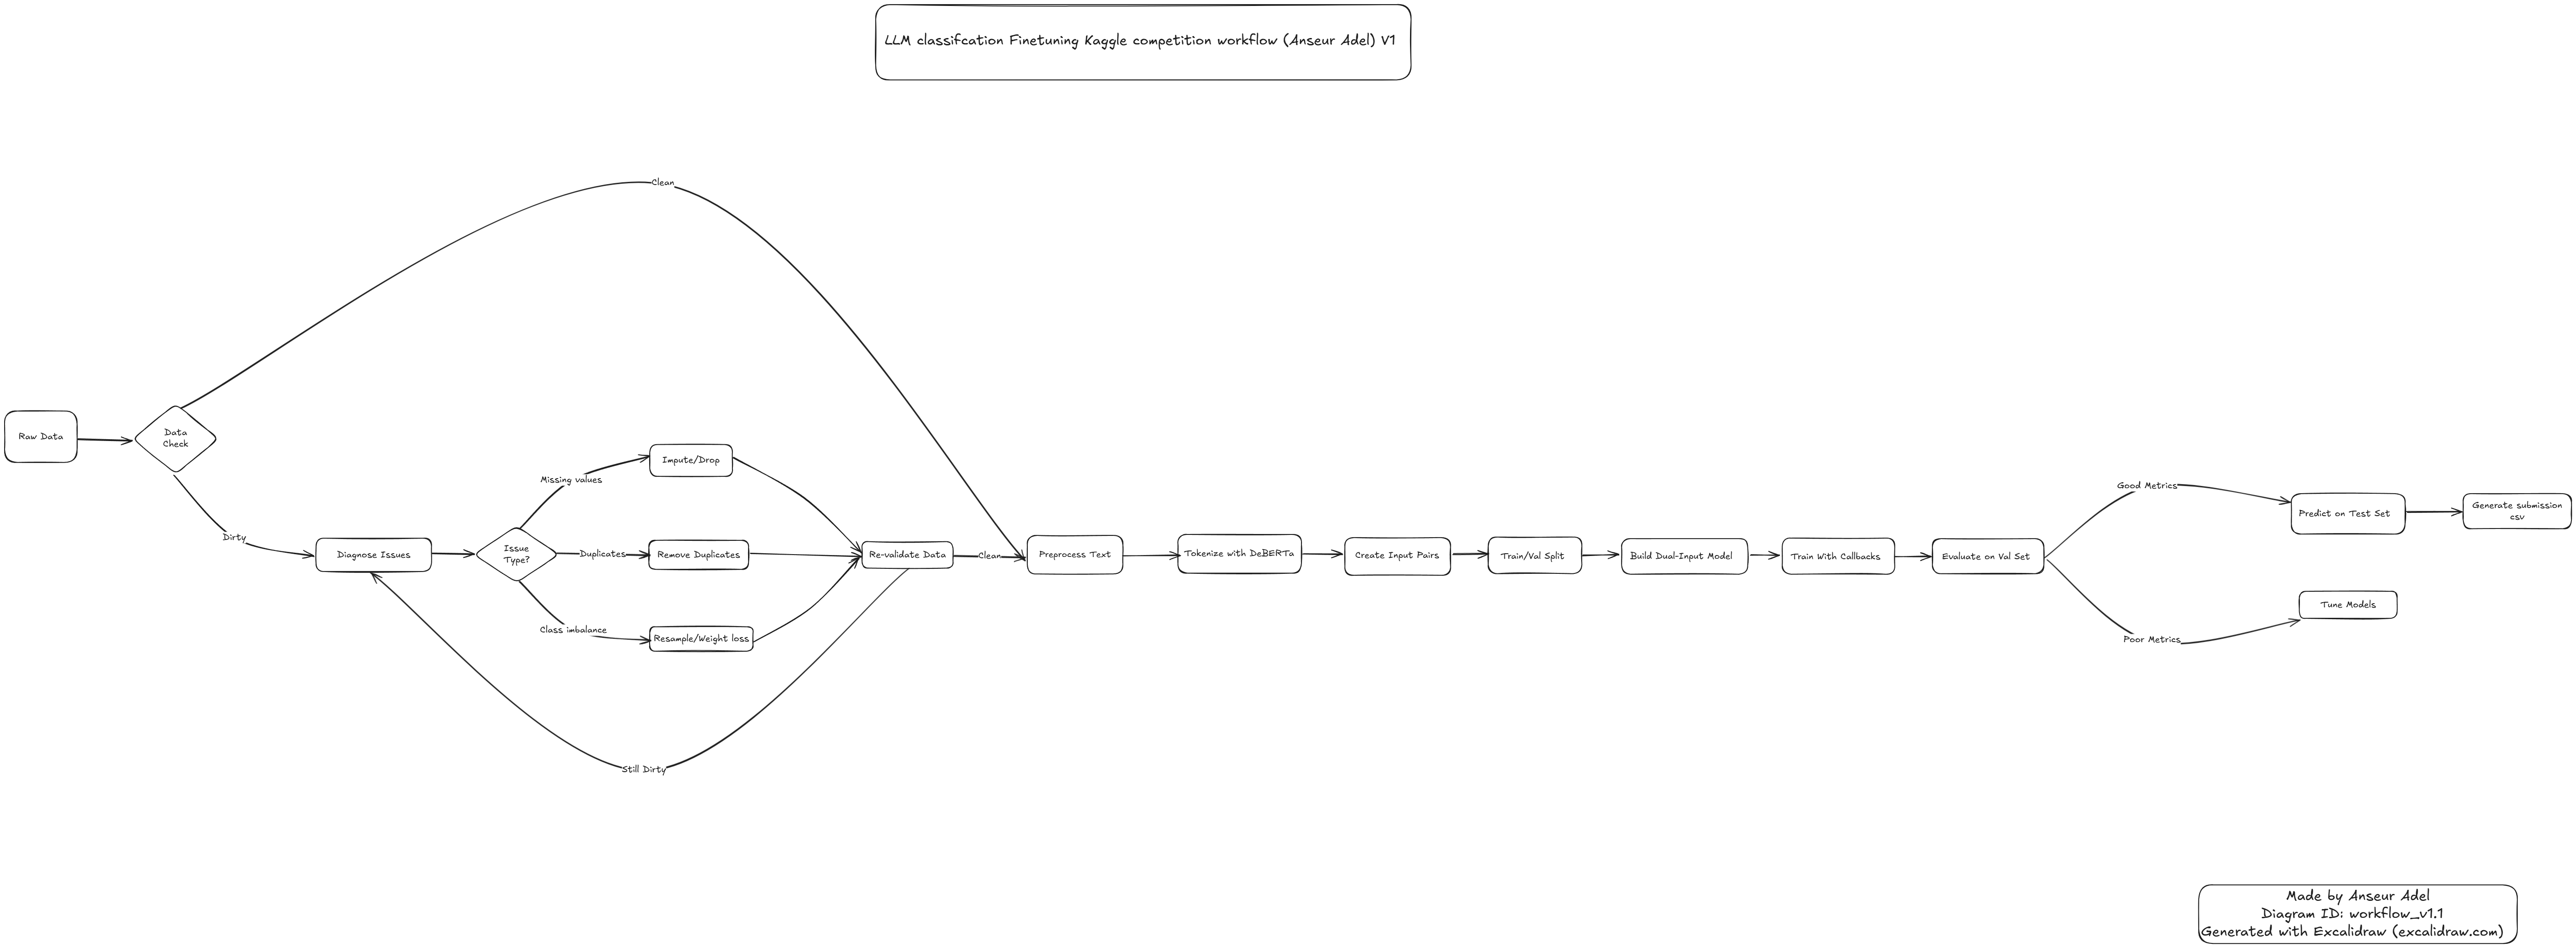 LLM classifcation Finetuning Kaggle competition workflow (Anseur Adel) V1
Clean
Raw Data
Data
Check
Dirty
Diagnose Issues
Issue
Type?
Missing values
Impute/Drop
Duplicates
Remove Duplicates
Class imbalance
Resample/Weight loss
Re-validate Data
Still Dirty
Clean
Preprocess Text
Tokenize with DeBERTa
Create Input Pairs
Train/Val Split
Build Dual-Input Model
Train With Callbacks
Evaluate on Val Set
Good Metrics
Predict on Test Set
Generate submission
csv
Poor Metrics
Tune Models
Made by Anseur Adel
Diagram ID: workflow_v1.1
Generated with Excalidraw (excalidraw.com)